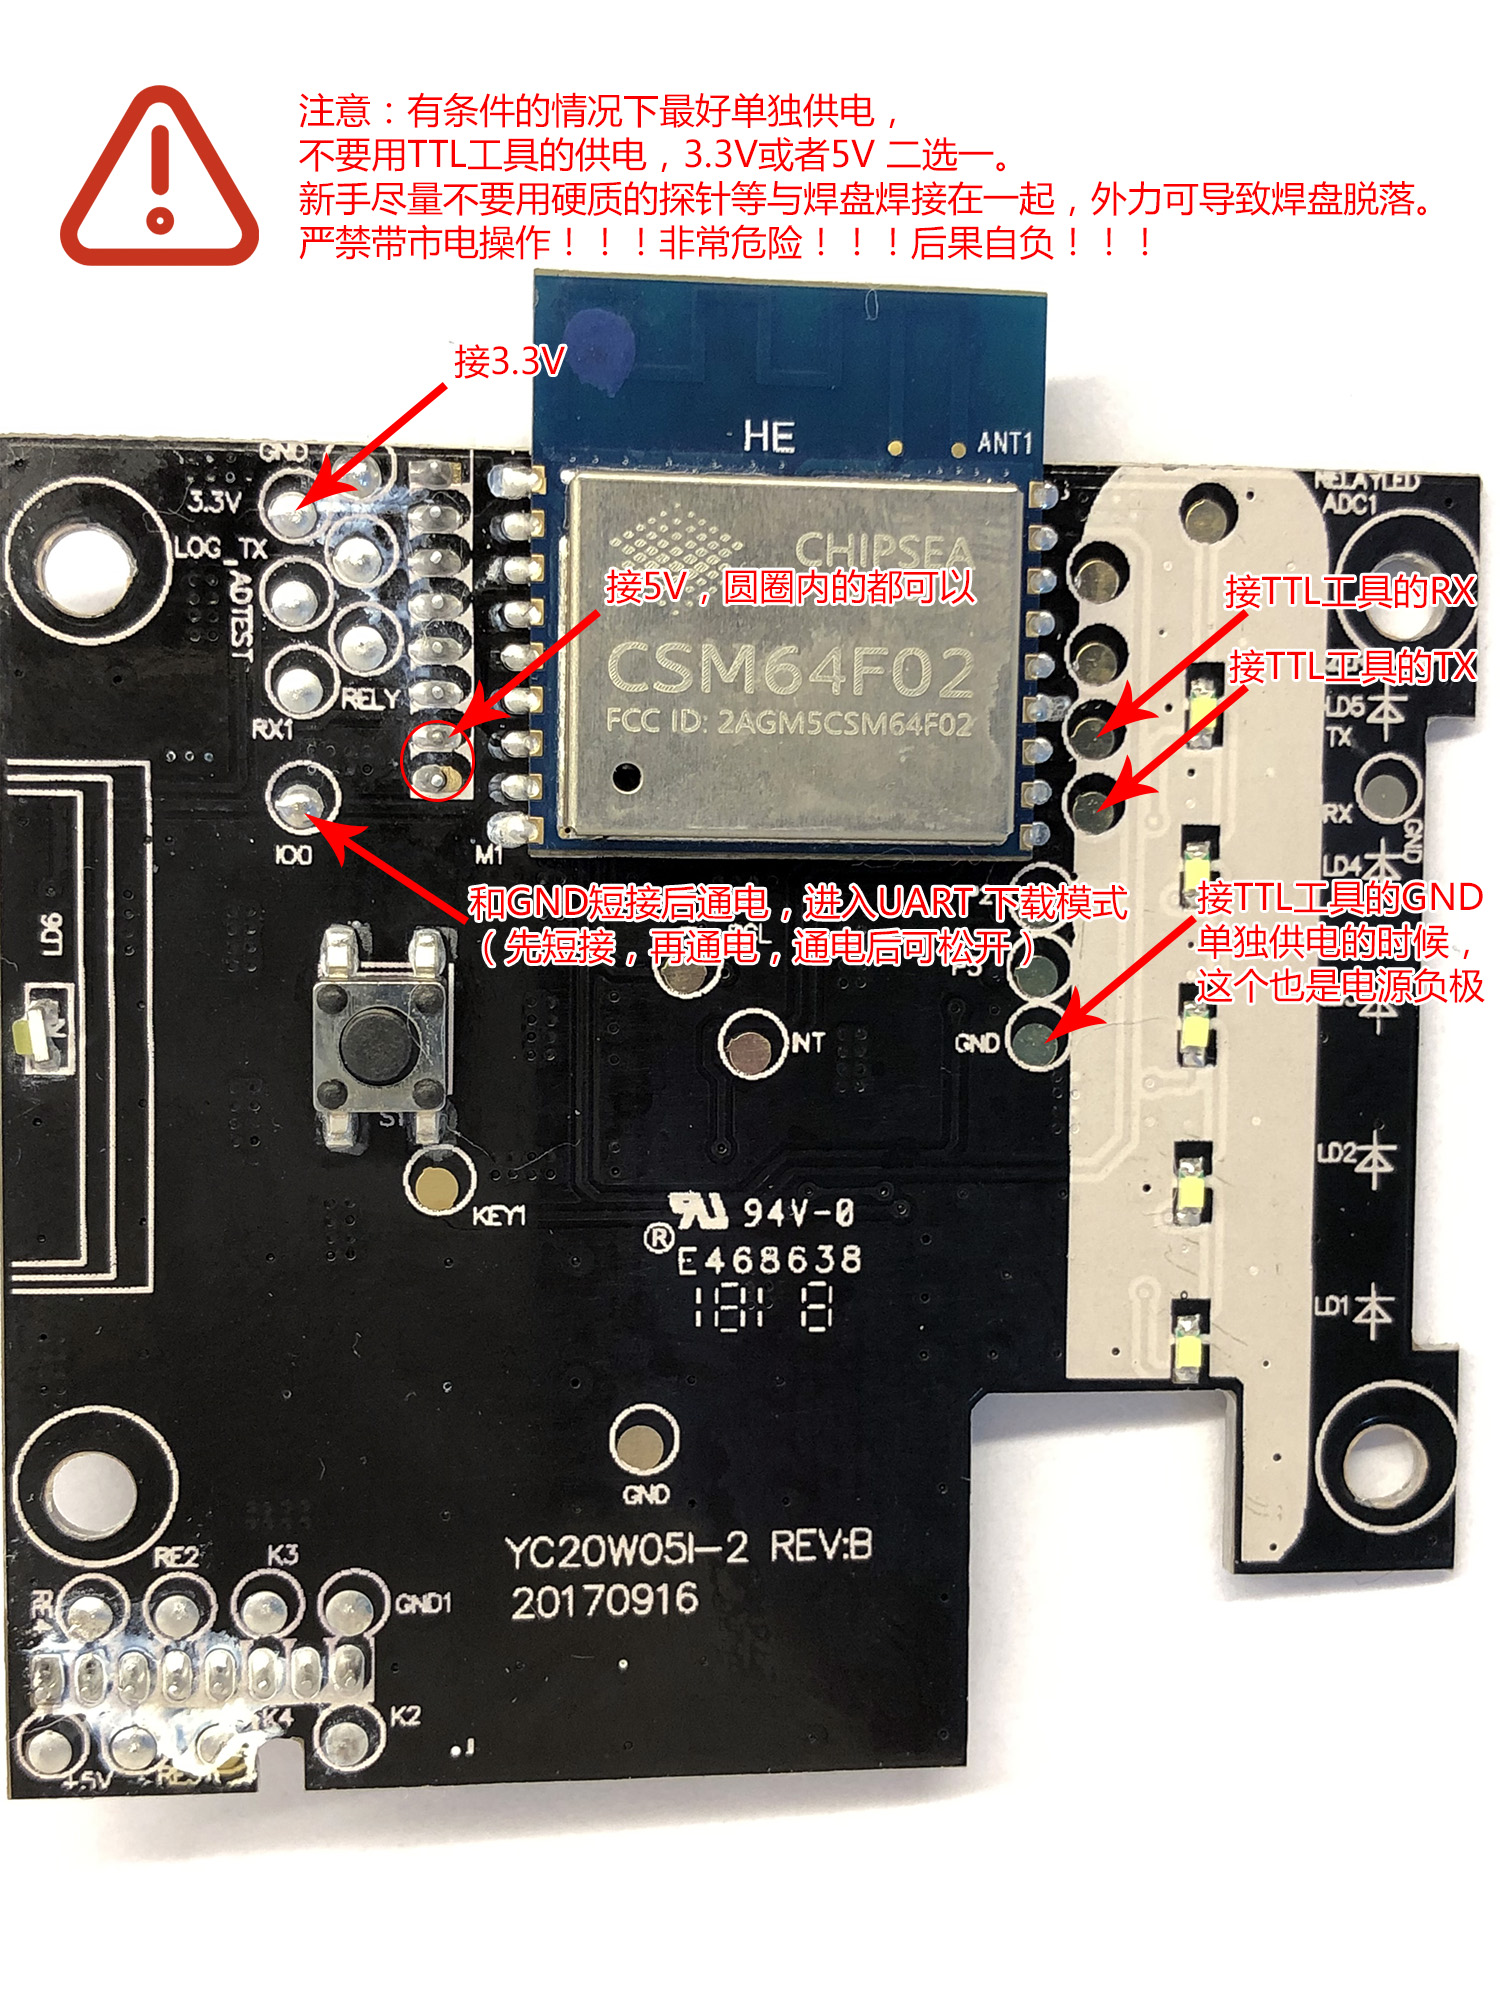 注意：有条件的情况下最好单独供电，
不要用TTL工具的供电，3.3V或者5V 二选一。
新手尽量不要用硬质的探针等与焊盘焊接在一起，外力可导致焊盘脱落。
严禁带市电操作！！！非常危险！！！后果自负！！！
接3.3V
HE
ANT1
GND
3.3V
LOG_TX
ADTEST
RELY
RX1
IO0
M1
CHIPSEA
接5V，圆圈内的都可以
CSM64F02
FCC ID: 2AGM5CSM64F02
RELAYLED
ADC1
接TTL工具的RX
接TTL工具的TX
LD5
TX
RX
GND
LD4
和GND短接后通电，进入UART下载模式
（先短接，再通电，通电后可松开）
接TTL工具的GND
单独供电的时候，
这个也是电源负极
LD6
INT
GND
KEY1
LD2
LD1
94V-0
E468638
1818
GND
YC20W05I-2 REV:B
20170916
RE2
K3
GND1
K4
K2
+5V